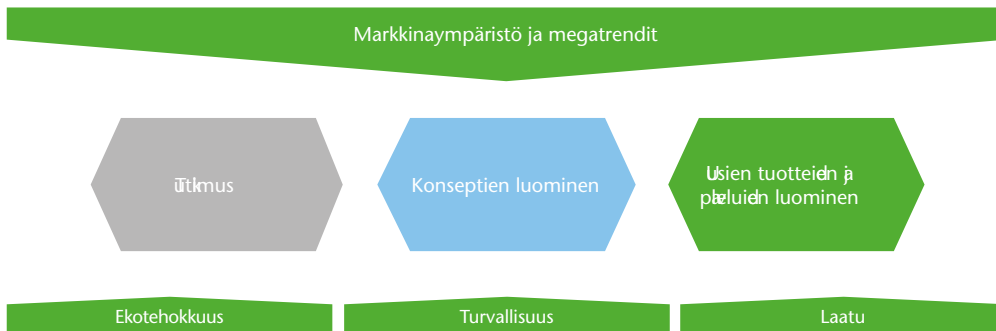 Markkinaympäristö ja megatrendit
Tutkimus
Konseptien luominen
Uusien tuotteiden ja
palveluiden luominen
Ekotehokkuus
Turvallisuus
Laatu